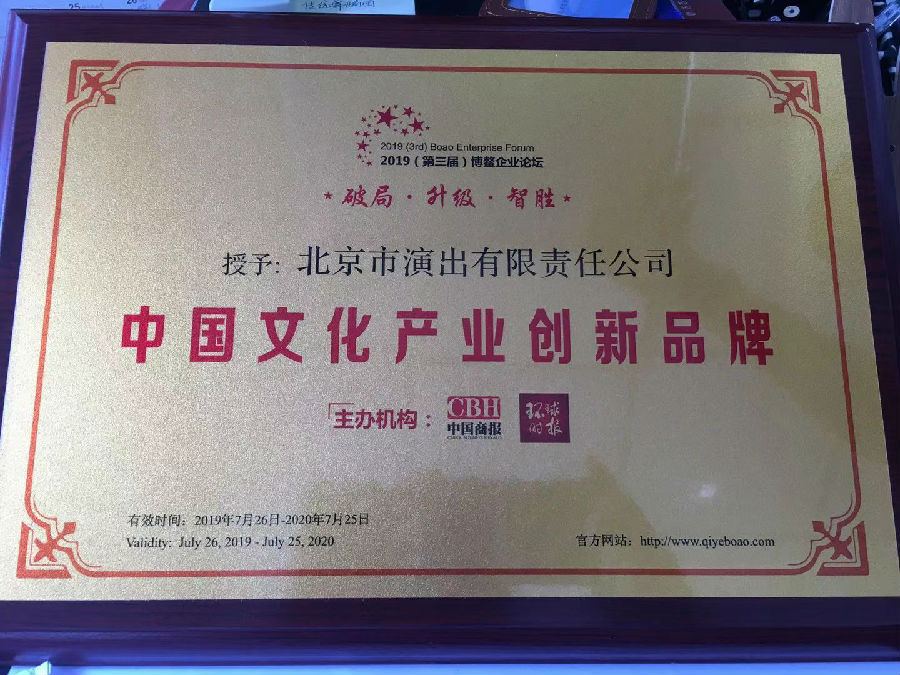 2019 (3rd) Boao Enterprise Forum
2019（第三届）博鳌企业论坛
破局·升级·智胜
授予: 北京市演出有限责任公司
中国文化产业创新品牌
主办机构：
CBH
中国商报
环球
时报
有效时间：2019年7月26日-2020年7月25日
Validity: July 26, 2019 - July 25, 2020
官方网站：http://www.qiyeboao.com